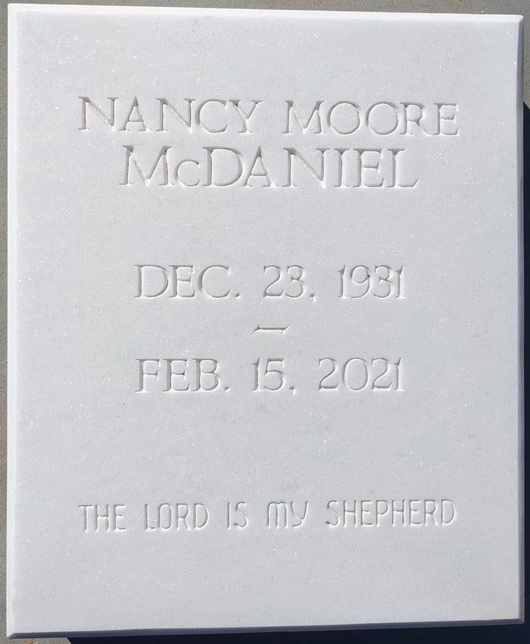 NANCY MOORE
McDANIEL
DEC. 23, 1931
—
FEB. 15, 2021
THE LORD IS MY SHEPHERD